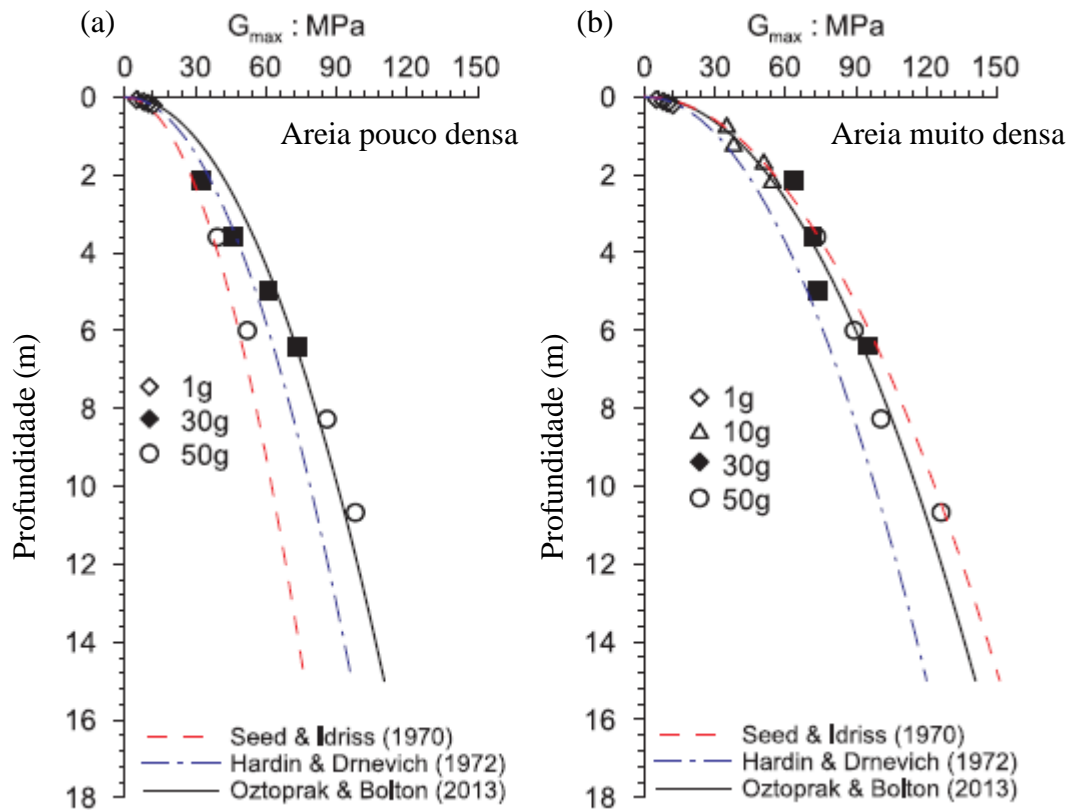 (a)
G_max : MPa
0 30 60 90 120 150
0
2
4
6
8
10
12
14
16
18
Profundidade (m)
Areia pouco densa
1g
30g
50g
Seed & Idriss (1970)
Hardin & Drnevich (1972)
Oztoprak & Bolton (2013)
(b)
G_max : MPa
0 30 60 90 120 150
0
2
4
6
8
10
12
14
16
18
Profundidade (m)
Areia muito densa
1g
10g
30g
50g
Seed & Idriss (1970)
Hardin & Drnevich (1972)
Oztoprak & Bolton (2013)